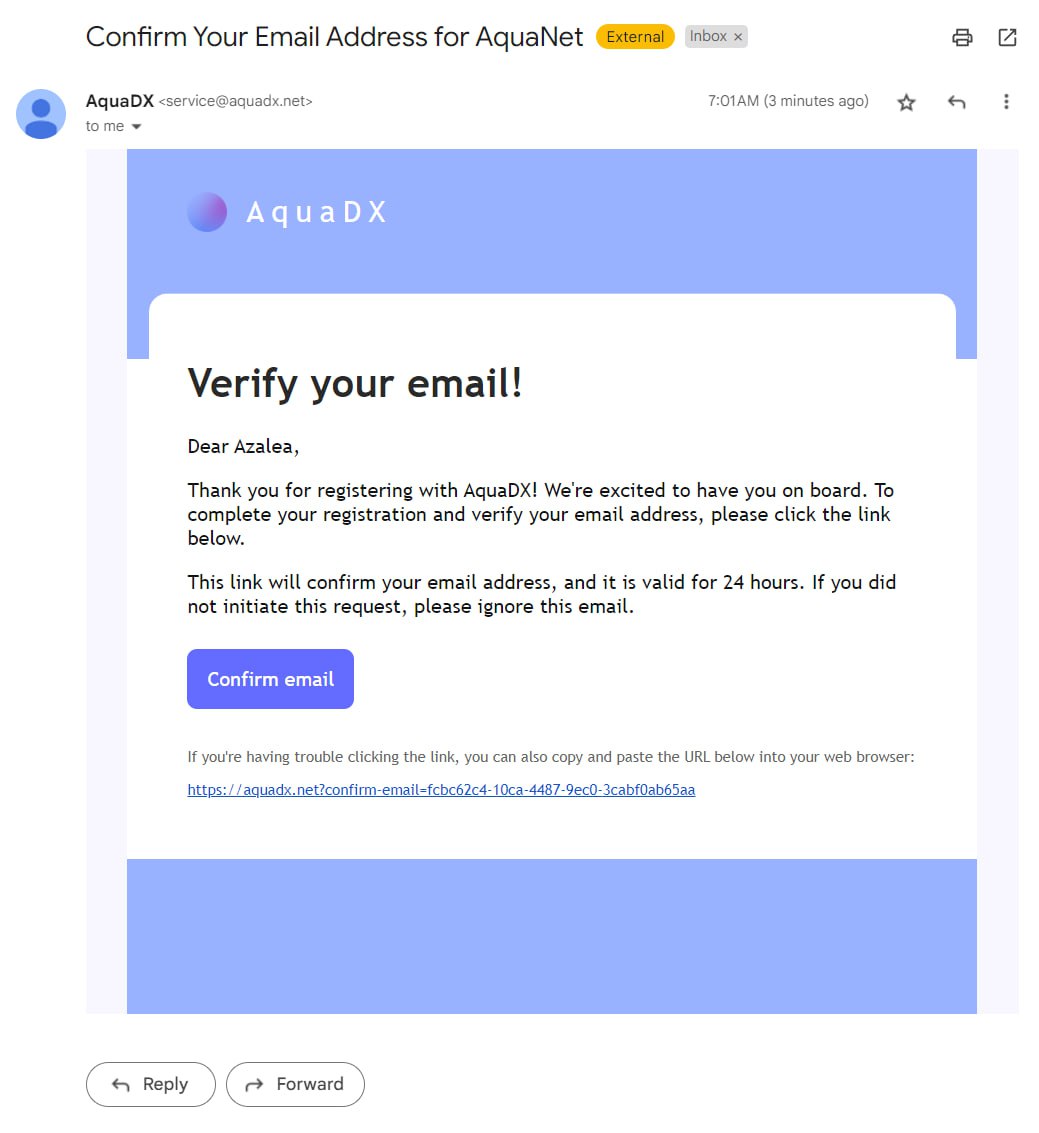 Confirm Your Email Address for AquaNet External Inbox ×
AquaDX <service@aquadx.net> 7:01 AM (3 minutes ago)
to me
AquaDX
Verify your email!
Dear Azalea,
Thank you for registering with AquaDX! We're excited to have you on board. To
complete your registration and verify your email address, please click the link
below.
This link will confirm your email address, and it is valid for 24 hours. If you did
not initiate this request, please ignore this email.
Confirm email
If you're having trouble clicking the link, you can also copy and paste the URL below into your web browser:
https://aquadx.net?confirm-email=fcbc62c4-10ca-4487-9ec0-3cabf0ab65aa
Reply Forward